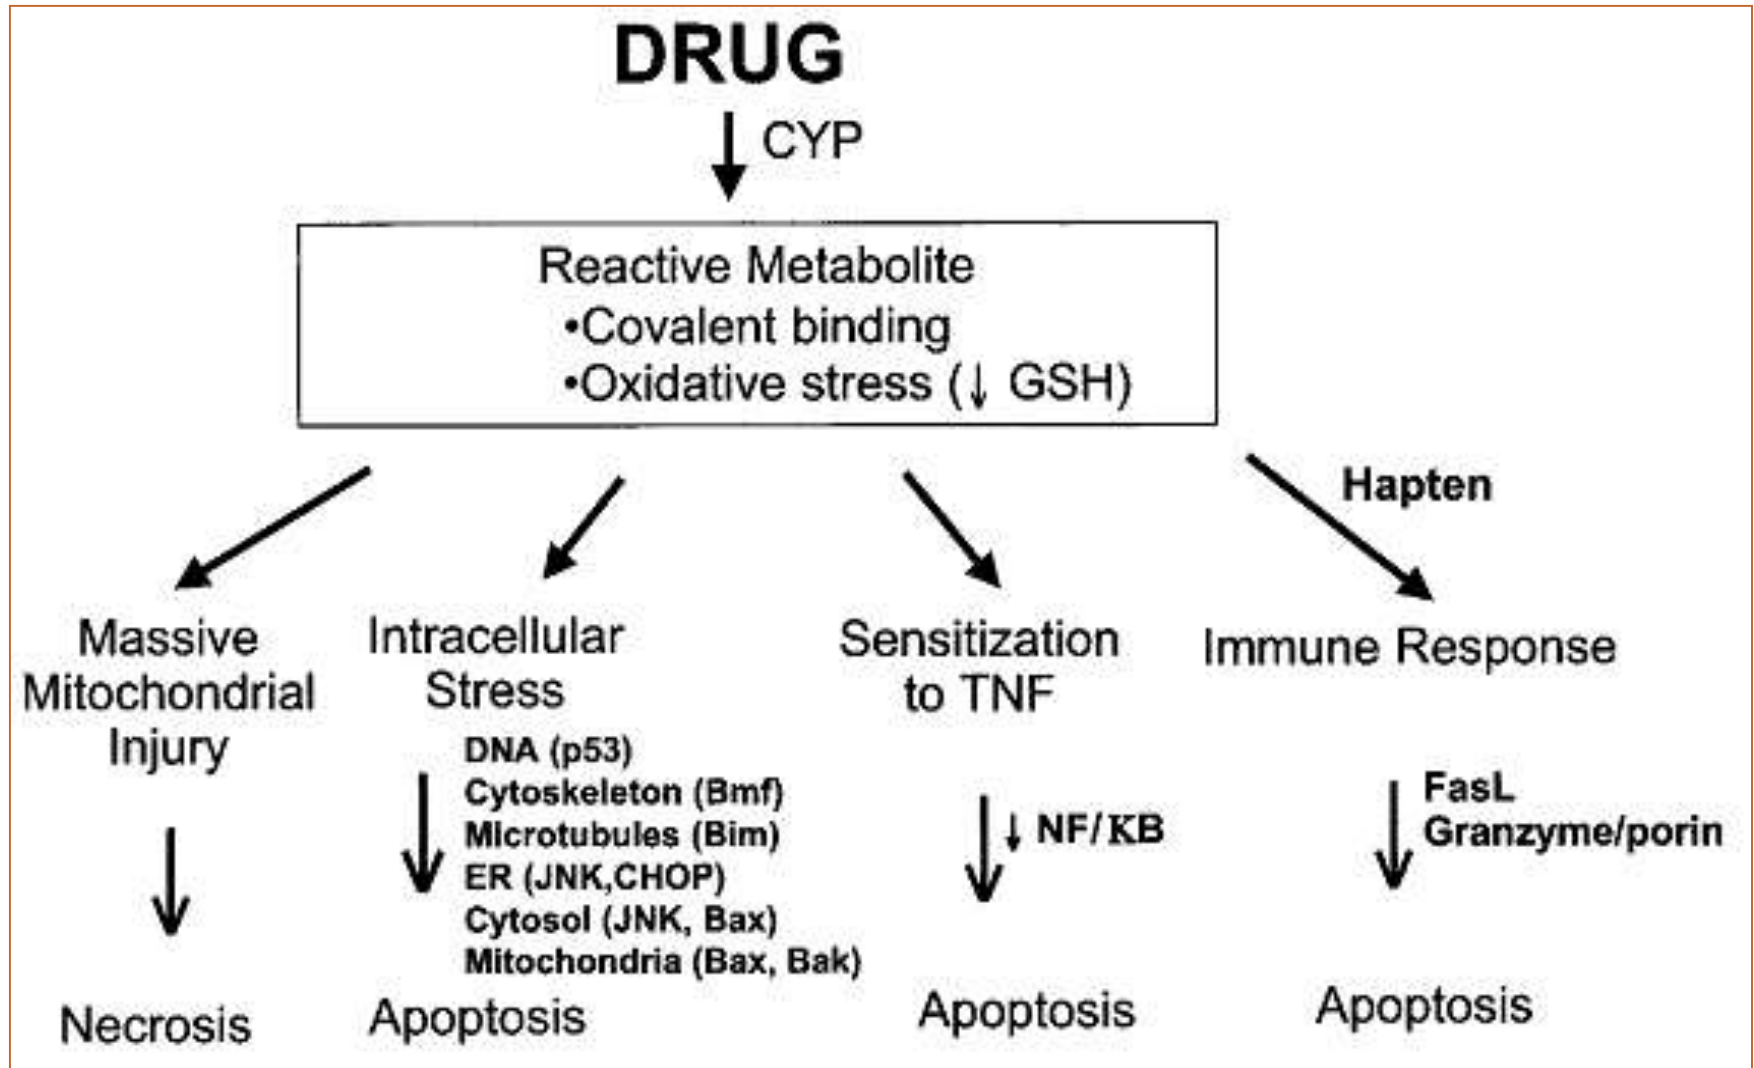 DRUG
CYP
Reactive Metabolite
•Covalent binding
•Oxidative stress (↓ GSH)
Hapten
Massive
Mitochondrial
Injury
Necrosis
Intracellular
Stress
DNA (p53)
Cytoskeleton (Bmf)
Microtubules (Bim)
ER (JNK,CHOP)
Cytosol (JNK, Bax)
Mitochondria (Bax, Bak)
Apoptosis
Sensitization
to TNF
↓ NF/KB
Apoptosis
Immune Response
FasL
Granzyme/porin
Apoptosis